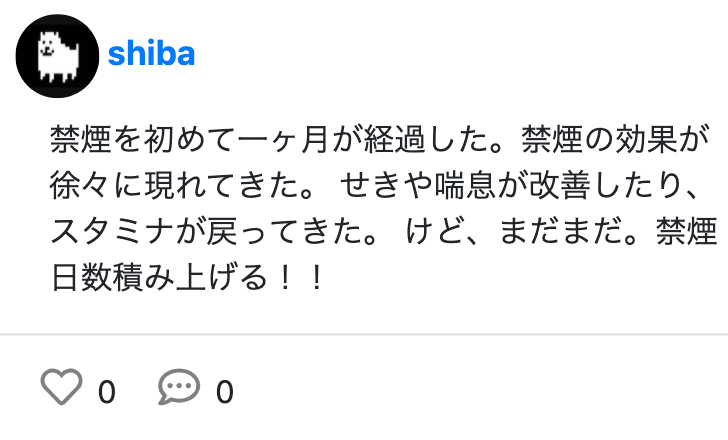 shiba
禁煙を初めて一ヶ月が経過した。禁煙の効果が
徐々に現れてきた。 せきや喘息が改善したり、
スタミナが戻ってきた。 けど、まだまだ。禁煙
日数積み上げる！！
0 0